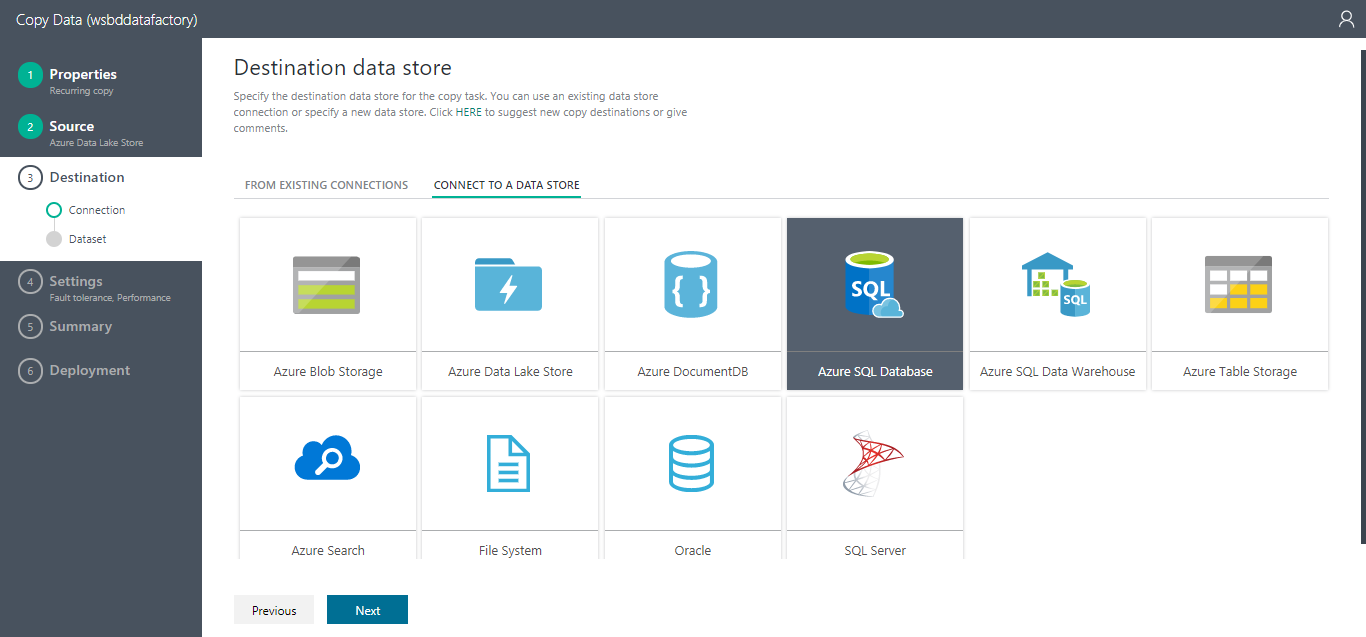 Copy Data (wsbddatafactory)
1 Properties
Recurring copy
2 Source
Azure Data Lake Store
3 Destination
Connection
Dataset
4 Settings
Fault tolerance, Performance
5 Summary
6 Deployment
Destination data store
Specify the destination data store for the copy task. You can use an existing data store
connection or specify a new data store. Click HERE to suggest new copy destinations or give
comments.
FROM EXISTING CONNECTIONS CONNECT TO A DATA STORE
{ } SQL SQL
Azure Blob Storage Azure Data Lake Store Azure DocumentDB Azure SQL Database Azure SQL Data Warehouse Azure Table Storage
Azure Search File System Oracle SQL Server
Previous Next